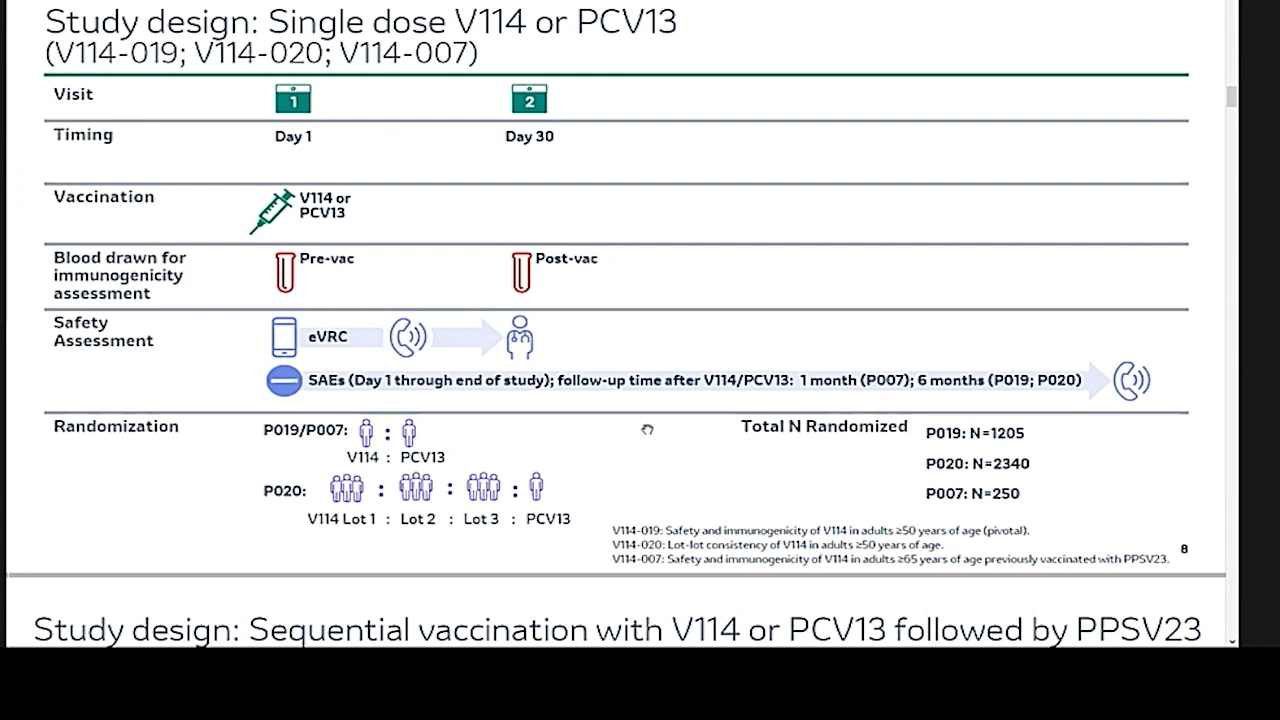 Study design: Single dose V114 or PCV13
(V114-019; V114-020; V114-007)
Visit
1
2
Timing
Day 1
Day 30
Vaccination
V114 or
PCV13
Blood drawn for
immunogenicity
assessment
Pre-vac
Post-vac
Safety
Assessment
eVRC
SAEs (Day 1 through end of study); follow-up time after V114/PCV13: 1 month (P007); 6 months (P019; P020)
Randomization
P019/P007:
:
V114 : PCV13
P020:
: : :
V114 Lot 1 : Lot 2 : Lot 3 : PCV13
Total N Randomized
P019: N=1205
P020: N=2340
P007: N=250
V114-019: Safety and immunogenicity of V114 in adults ≥50 years of age (pivotal).
V114-020: Lot-lot consistency of V114 in adults ≥50 years of age.
V114-007: Safety and immunogenicity of V114 in adults ≥65 years of age previously vaccinated with PPSV23.
8
Study design: Sequential vaccination with V114 or PCV13 followed by PPSV23